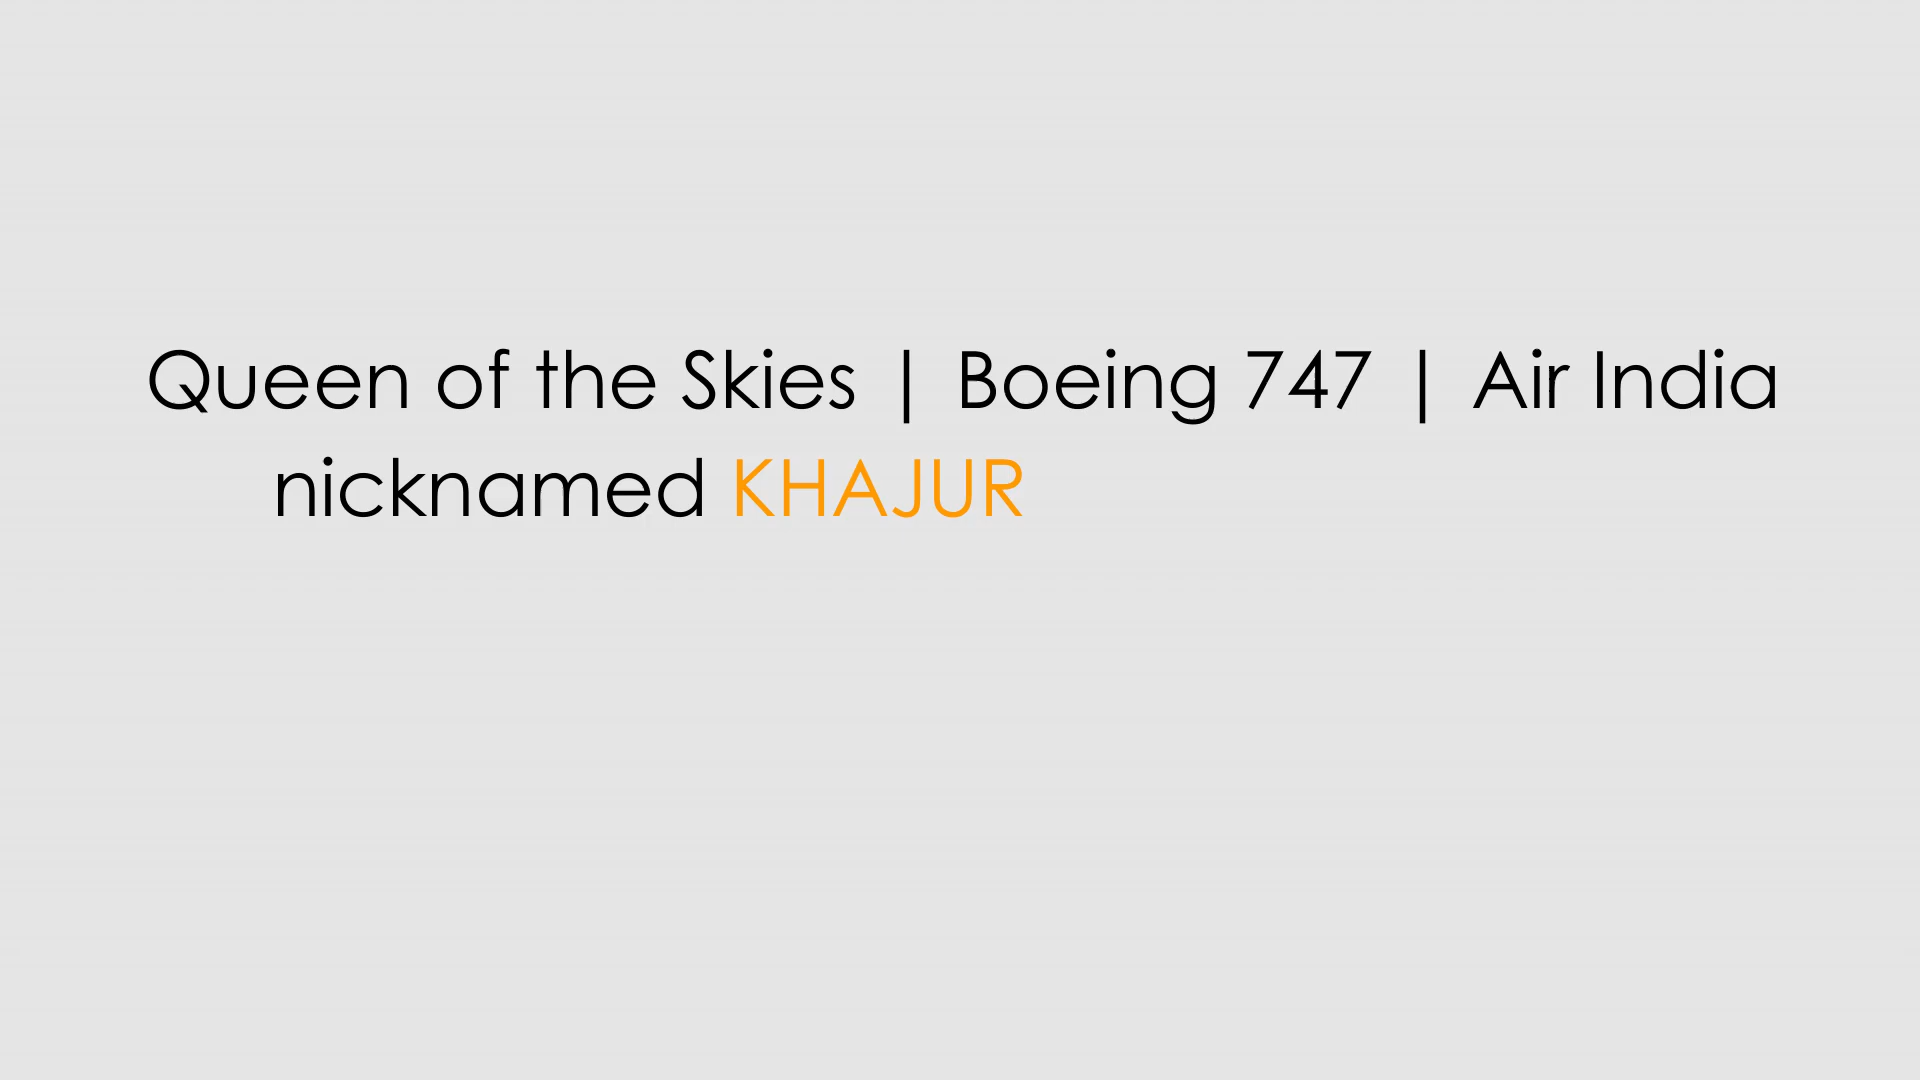 Queen of the Skies | Boeing 747 | Air India
nicknamed KHAJUR